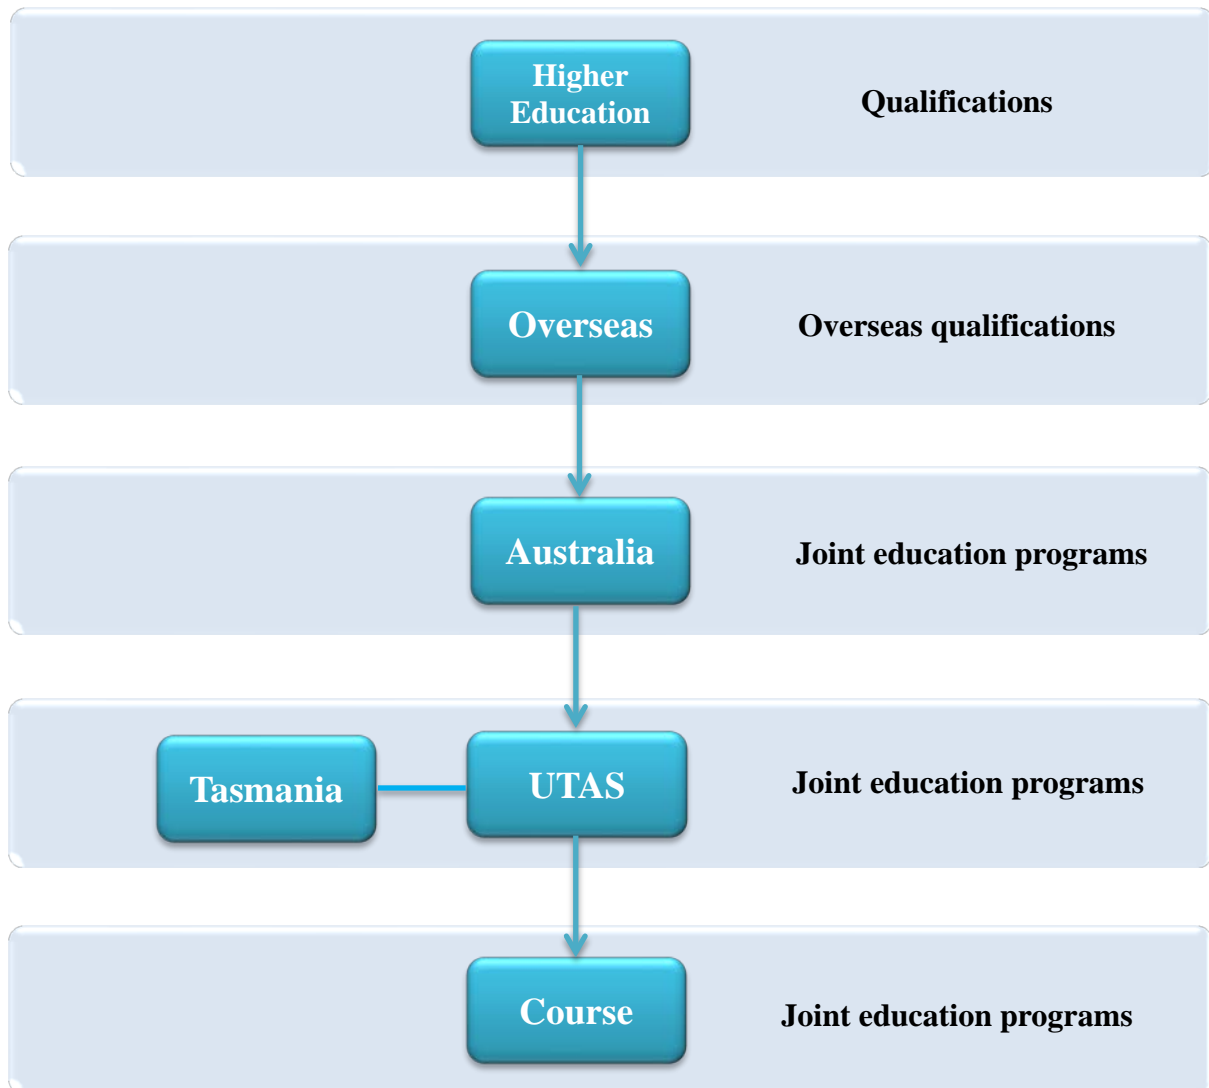 Higher
Education
Qualifications
Overseas
Overseas qualifications
Australia
Joint education programs
Tasmania
UTAS
Joint education programs
Course
Joint education programs